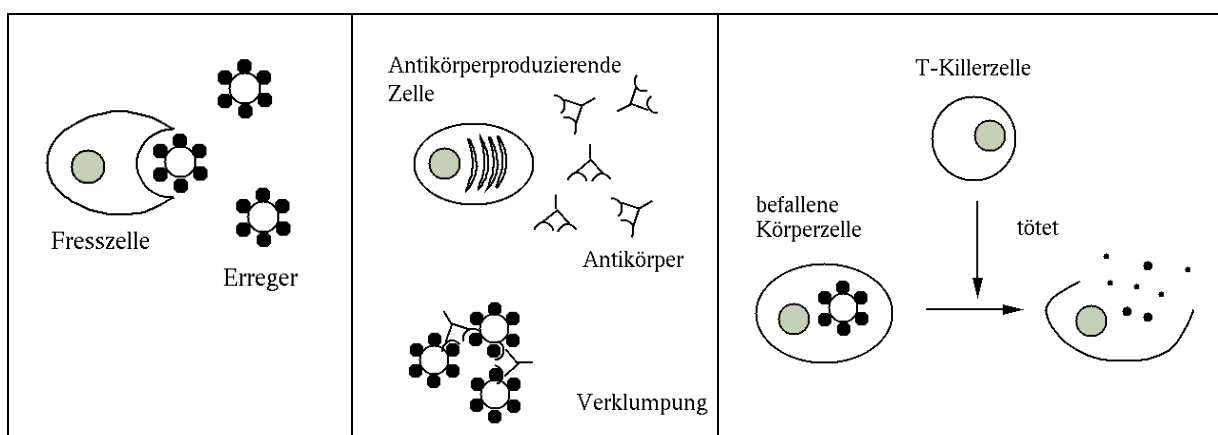 Fresszelle
Erreger
Antikörperproduzierende
Zelle
Antikörper
Verklumpung
T-Killerzelle
befallene
Körperzelle
tötet